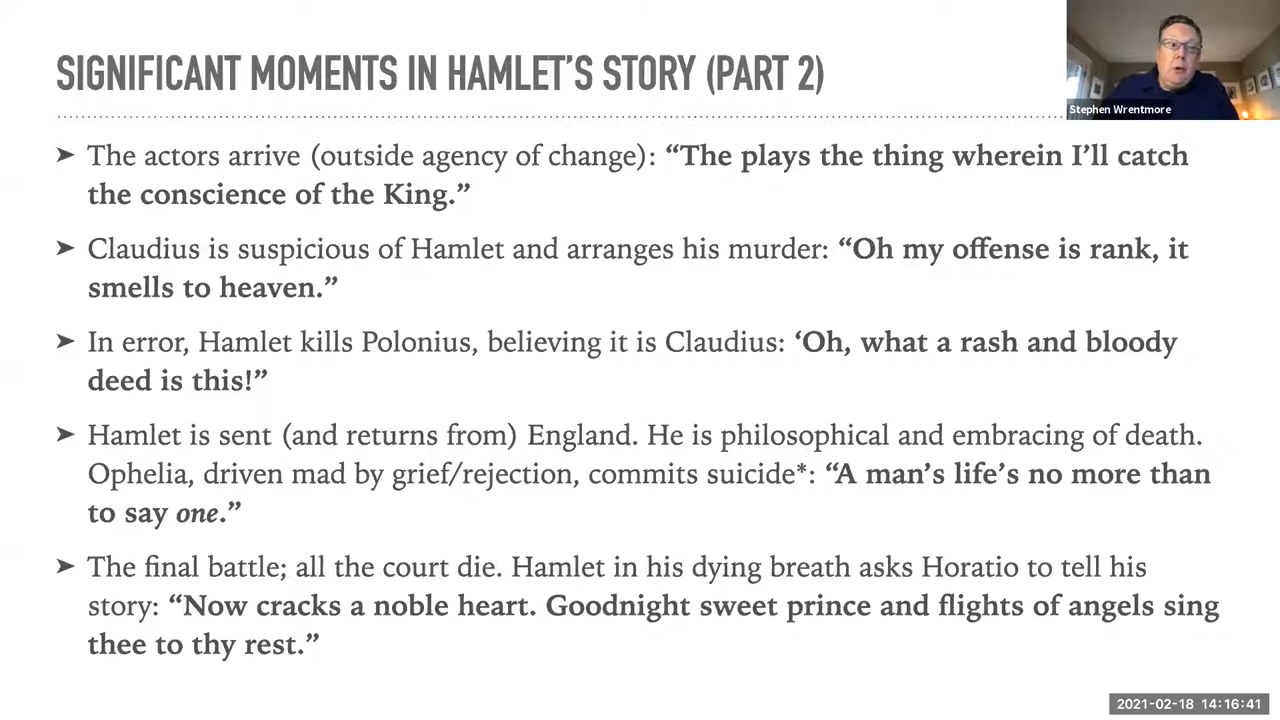 SIGNIFICANT MOMENTS IN HAMLET’S STORY (PART 2)
Stephen Wrentmore
➤ The actors arrive (outside agency of change): “The plays the thing wherein I’ll catch
the conscience of the King.”
➤ Claudius is suspicious of Hamlet and arranges his murder: “Oh my offense is rank, it
smells to heaven.”
➤ In error, Hamlet kills Polonius, believing it is Claudius: ‘Oh, what a rash and bloody
deed is this!”
➤ Hamlet is sent (and returns from) England. He is philosophical and embracing of death.
Ophelia, driven mad by grief/rejection, commits suicide*: “A man’s life’s no more than
to say one.”
➤ The final battle; all the court die. Hamlet in his dying breath asks Horatio to tell his
story: “Now cracks a noble heart. Goodnight sweet prince and flights of angels sing
thee to thy rest.”
2021-02-18 14:16:41